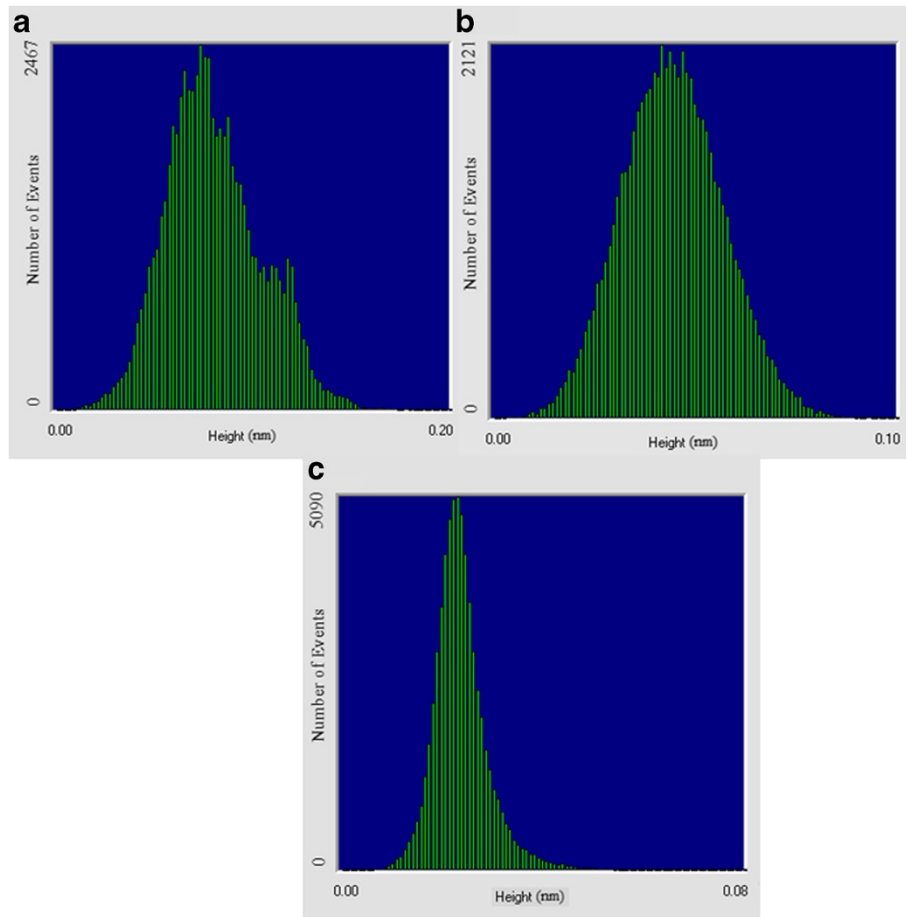 a
2467
Number of Events
0
0.00
Height (nm)
0.20
b
2121
Number of Events
0
0.00
Height (nm)
0.10
c
5090
Number of Events
0
0.00
Height (nm)
0.08